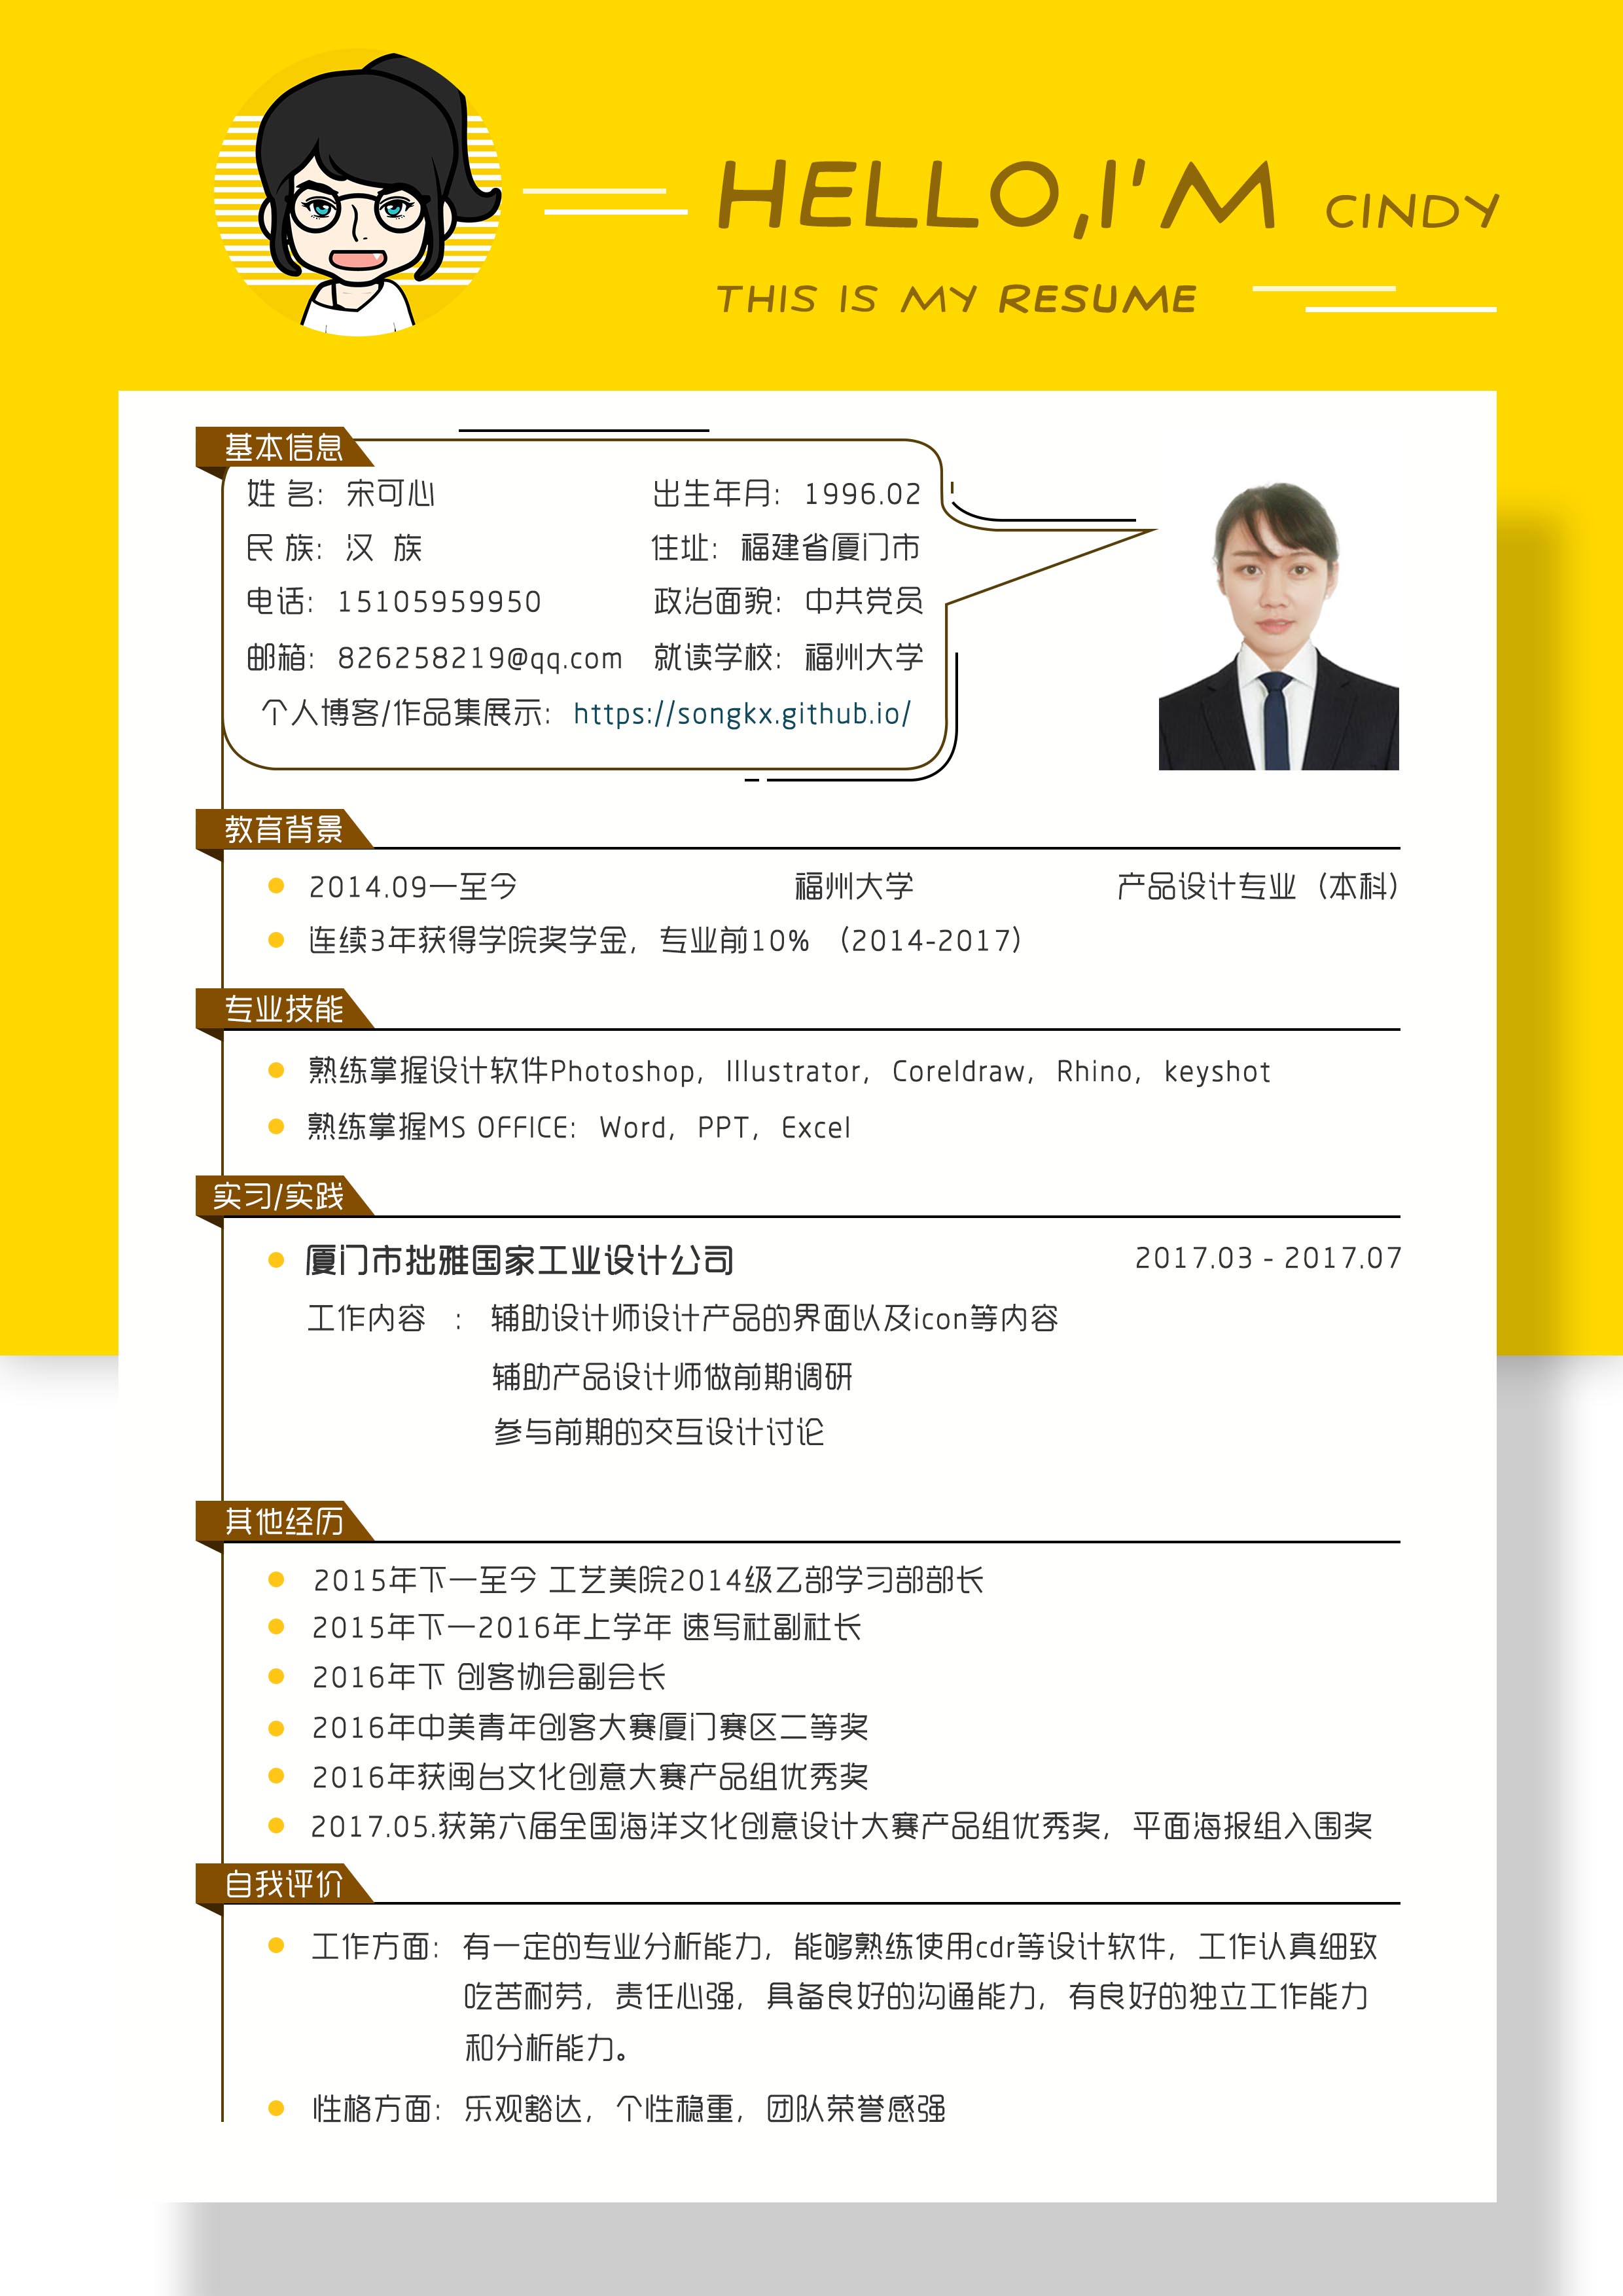 HELLO,I'M CINDY
THIS IS MY RESUME
基本信息
姓 名: 宋可心 出生年月: 1996.02
民 族: 汉 族 住址: 福建省厦门市
电话: 15105959950 政治面貌: 中共党员
邮箱: 826258219@qq.com 就读学校: 福州大学
个人博客/作品集展示: https://songkx.github.io/
教育背景
2014.09—至今 福州大学 产品设计专业 (本科)
连续3年获得学院奖学金, 专业前10% (2014-2017)
专业技能
熟练掌握设计软件Photoshop, Illustrator, Coreldraw, Rhino, keyshot
熟练掌握MS OFFICE: Word, PPT, Excel
实习/实践
厦门市拙雅国家工业设计公司 2017.03 - 2017.07
工作内容 : 辅助设计师设计产品的界面以及icon等内容
辅助产品设计师做前期调研
参与前期的交互设计讨论
其他经历
2015年下—至今 工艺美院2014级乙部学习部部长
2015年下—2016年上学年 速写社副社长
2016年下 创客协会副会长
2016年中美青年创客大赛厦门赛区二等奖
2016年获闽台文化创意大赛产品组优秀奖
2017.05.获第六届全国海洋文化创意设计大赛产品组优秀奖, 平面海报组入围奖
自我评价
工作方面: 有一定的专业分析能力, 能够熟练使用cdr等设计软件, 工作认真细致
吃苦耐劳, 责任心强, 具备良好的沟通能力, 有良好的独立工作能力
和分析能力。
性格方面: 乐观豁达, 个性稳重, 团队荣誉感强